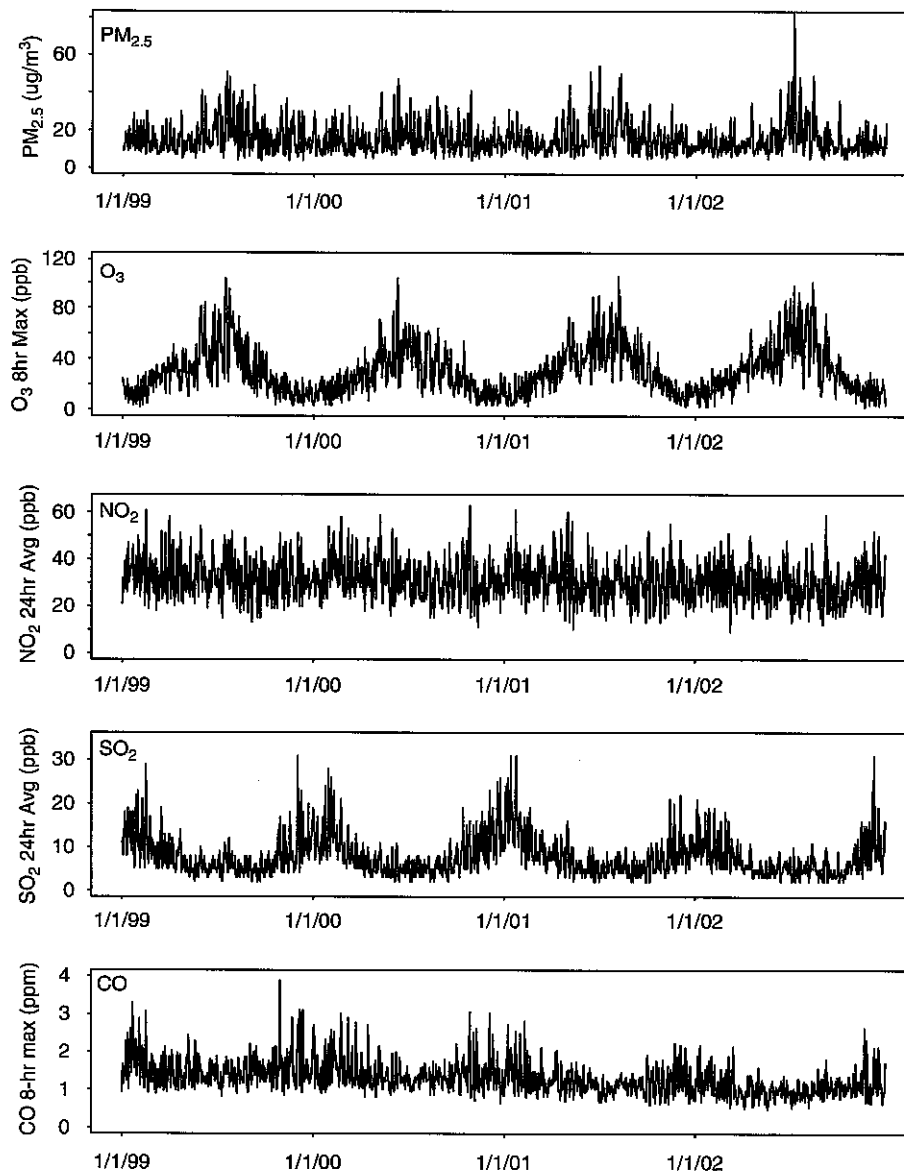 PM2.5
PM2.5 (ug/m3)
60
20
0
1/1/99 1/1/00 1/1/01 1/1/02
O3
O3 8hr Max (ppb)
120
80
40
0
1/1/99 1/1/00 1/1/01 1/1/02
NO2
NO2 24hr Avg (ppb)
60
40
20
0
1/1/99 1/1/00 1/1/01 1/1/02
SO2
SO2 24hr Avg (ppb)
30
20
10
0
1/1/99 1/1/00 1/1/01 1/1/02
CO
CO 8-hr max (ppm)
4
3
2
1
0
1/1/99 1/1/00 1/1/01 1/1/02